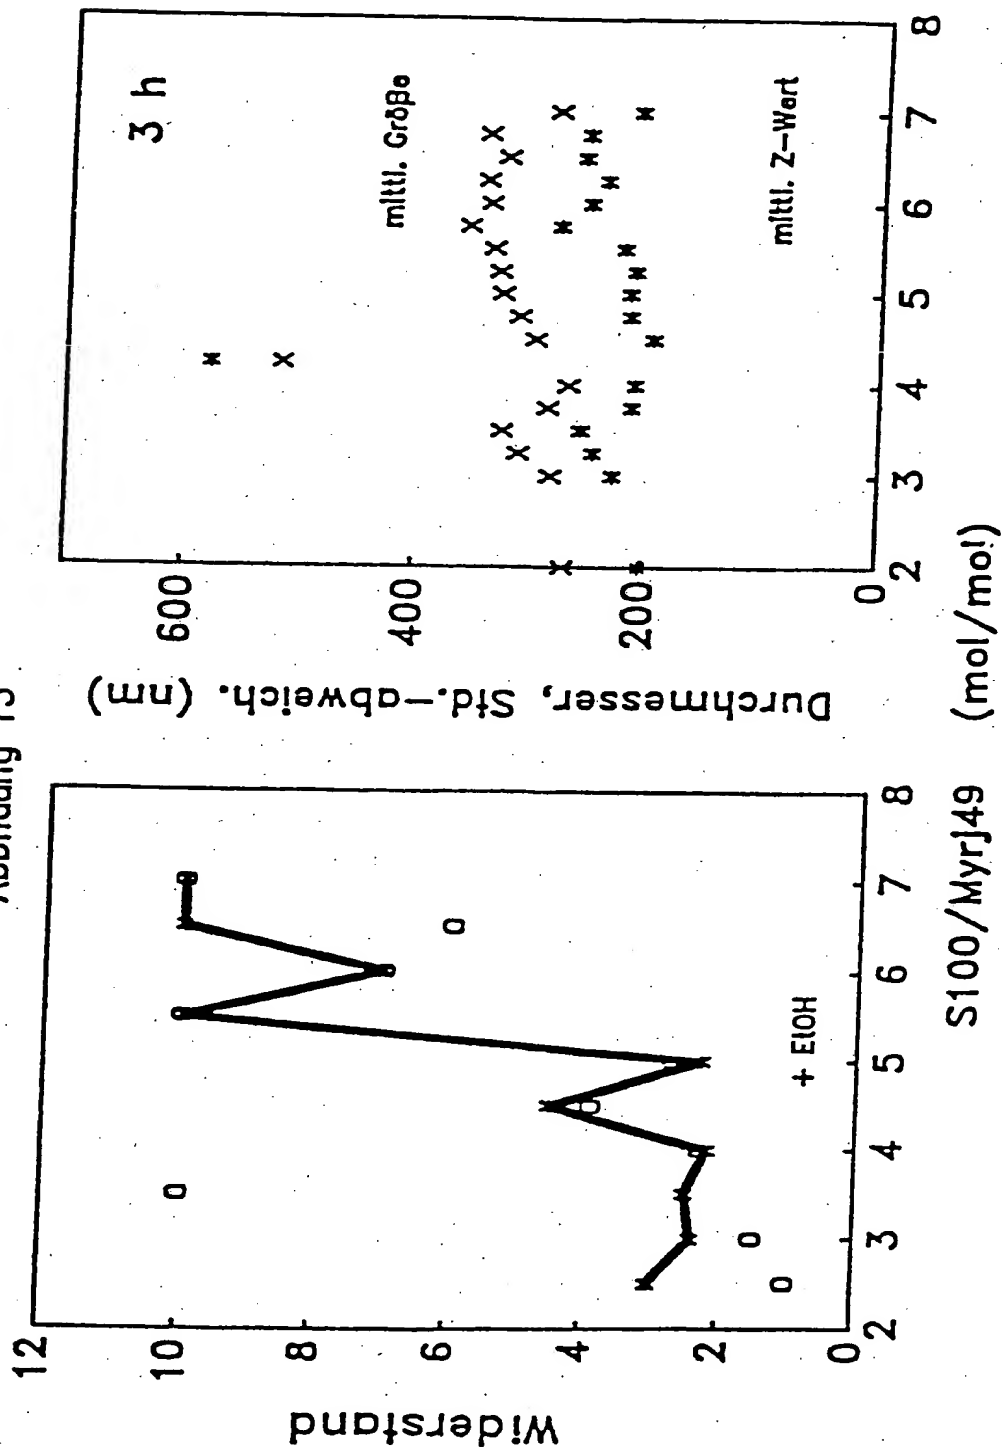 Abbildung 13
12
10
8
6
4
2
0
Widerstand
+ EtOH
2 3 4 5 6 7 8
600
400
200
0
Durchmesser, Std.-abweich. (nm)
3 h
mittl. Größe
mittl. Z-Wert
2 3 4 5 6 7 8
S100/Myrj49 (mol/mol)